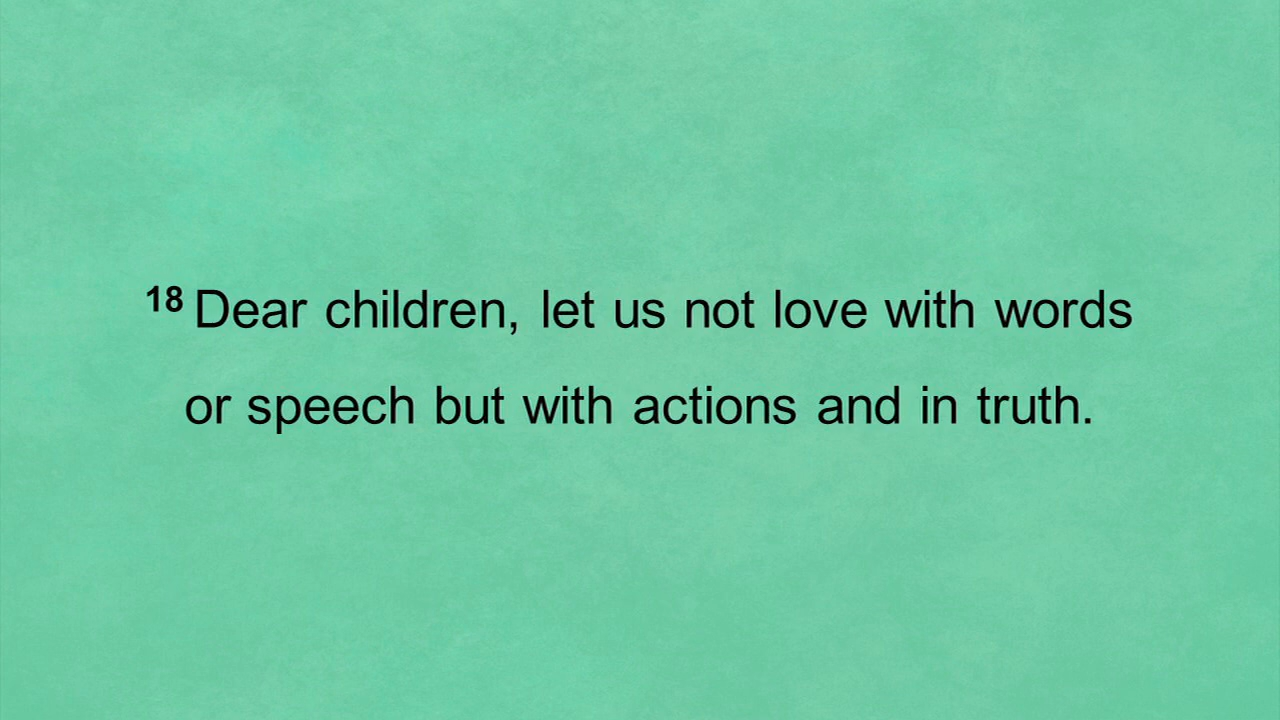 18 Dear children, let us not love with words
or speech but with actions and in truth.